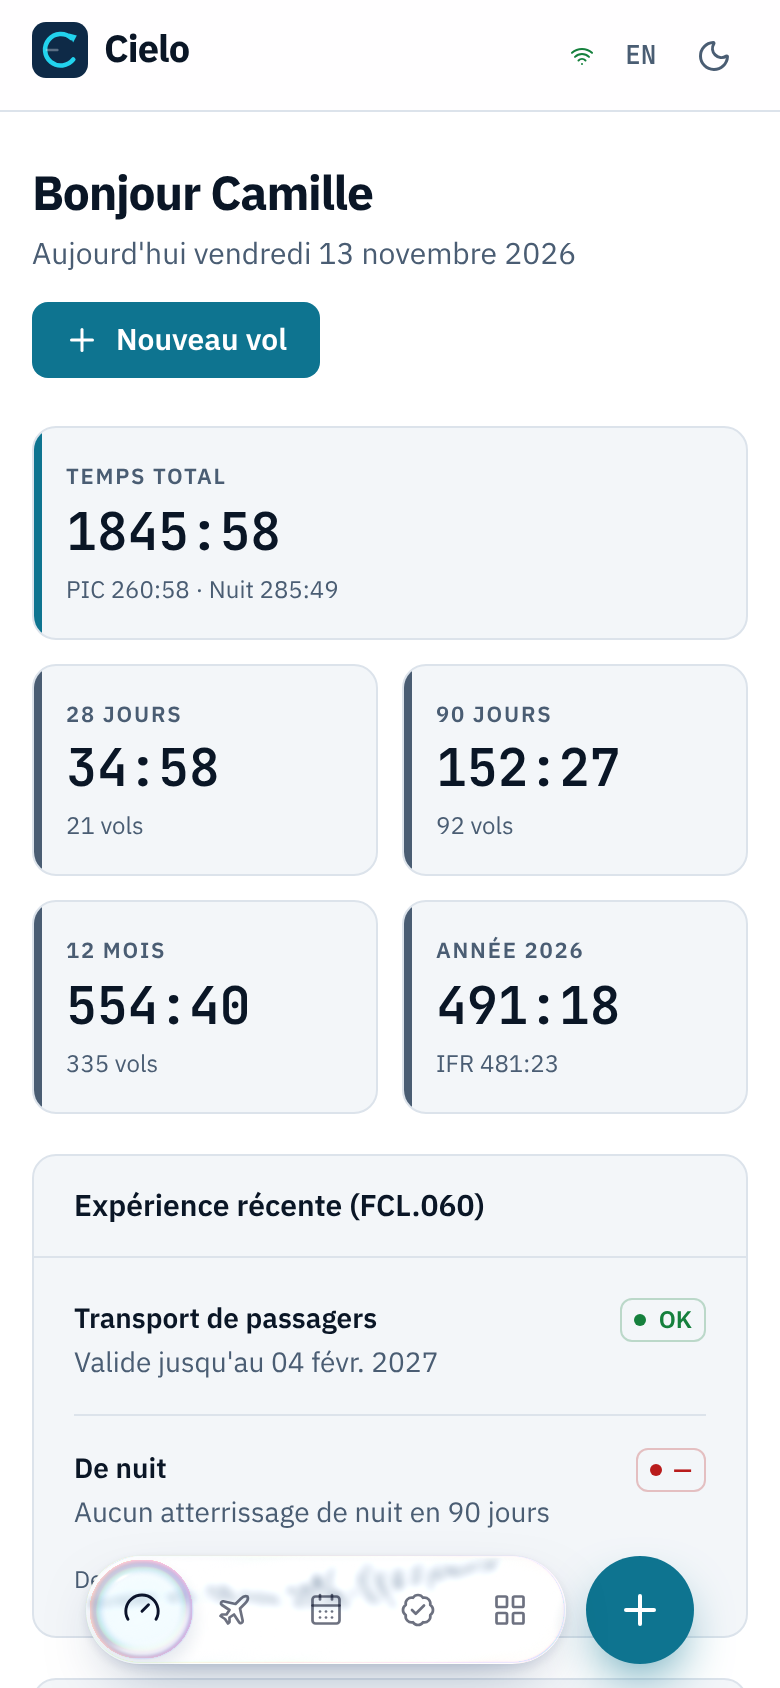 Cielo
EN
Bonjour Camille
Aujourd'hui vendredi 13 novembre 2026
Nouveau vol
TEMPS TOTAL
1845:58
PIC 260:58 · Nuit 285:49
28 JOURS
34:58
21 vols
90 JOURS
152:27
92 vols
12 MOIS
554:40
335 vols
ANNÉE 2026
491:18
IFR 481:23
Expérience récente (FCL.060)
Transport de passagers
OK
Valide jusqu'au 04 févr. 2027
De nuit
—
Aucun atterrissage de nuit en 90 jours